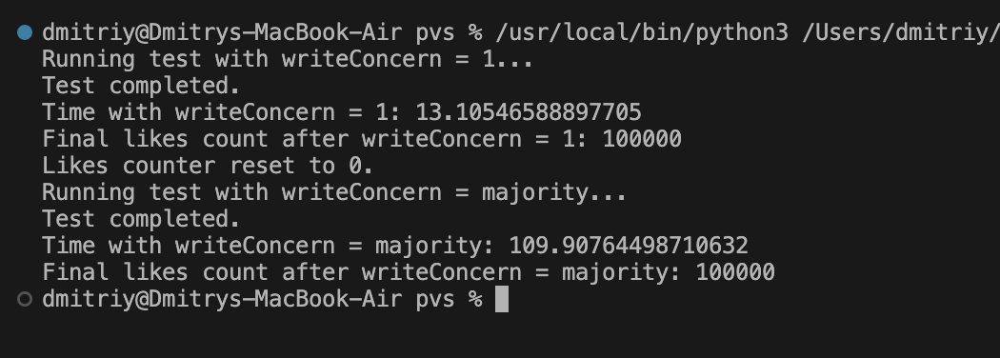 dmitriy@Dmitrys-MacBook-Air pvs % /usr/local/bin/python3 /Users/dmitriy/
Running test with writeConcern = 1...
Test completed.
Time with writeConcern = 1: 13.10546588897705
Final likes count after writeConcern = 1: 100000
Likes counter reset to 0.
Running test with writeConcern = majority...
Test completed.
Time with writeConcern = majority: 109.90764498710632
Final likes count after writeConcern = majority: 100000
dmitriy@Dmitrys-MacBook-Air pvs %